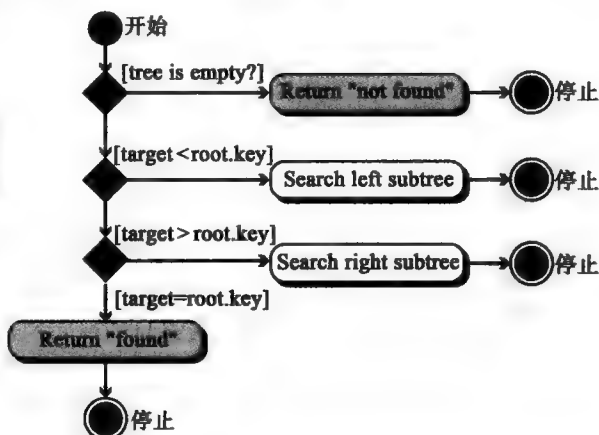 开始
[tree is empty?]
Return "not found"
停止
[target<root.key]
Search left subtree
停止
[target>root.key]
Search right subtree
停止
[target=root.key]
Return "found"
停止